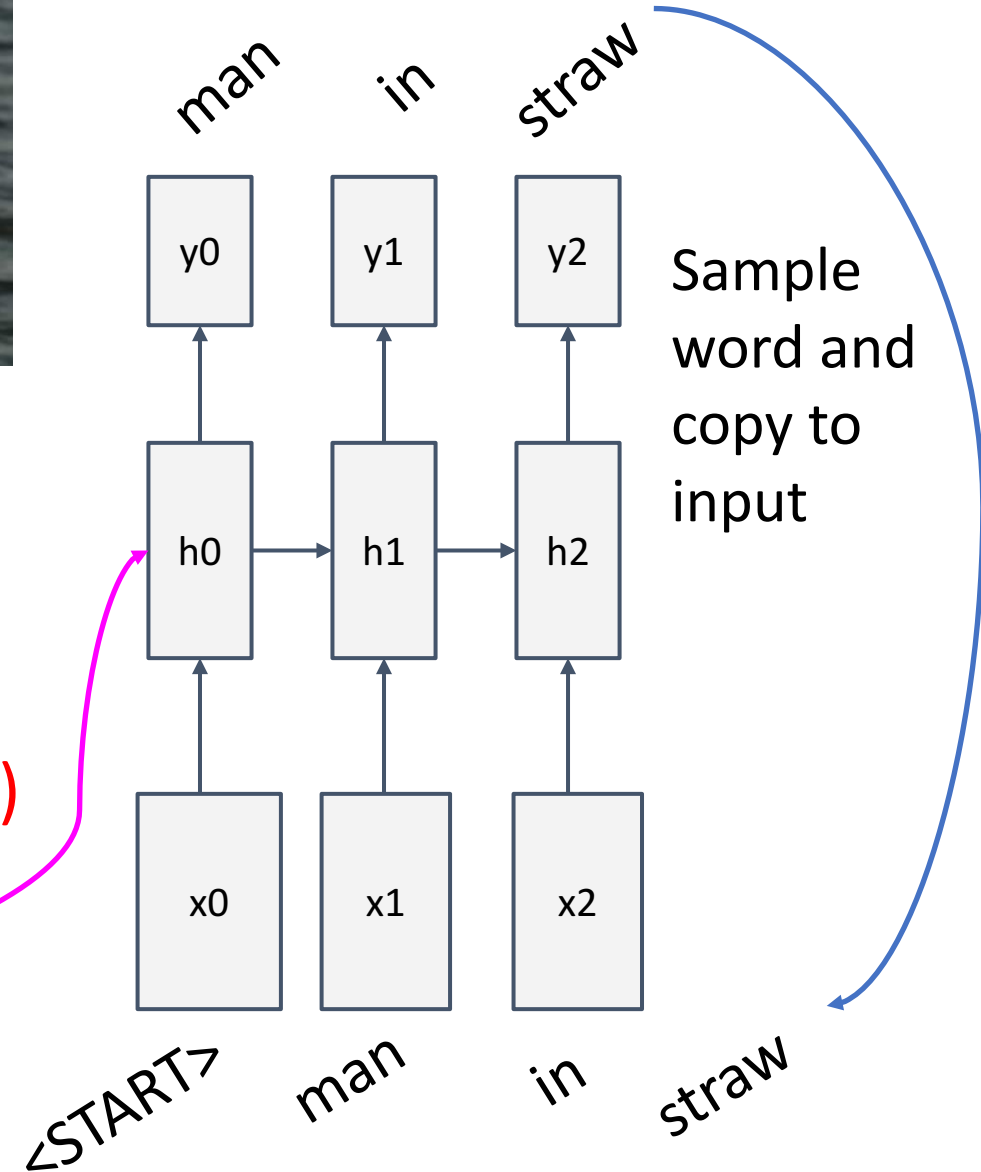 man in straw
y0 y1 y2
Sample
word and
copy to
input
h0 h1 h2
)
x0 x1 x2
<START> man in straw